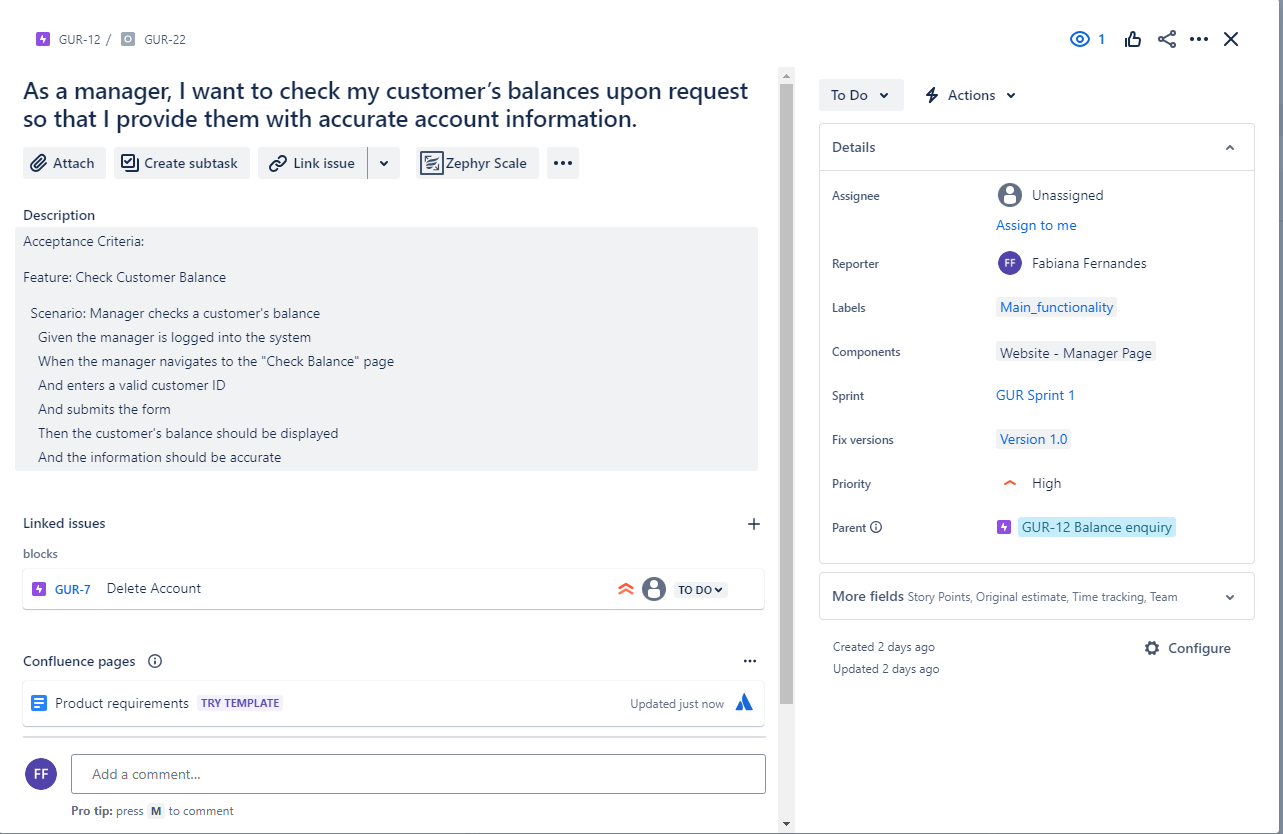 GUR-12 / GUR-22
1
As a manager, I want to check my customer’s balances upon request
so that I provide them with accurate account information.
Attach
Create subtask
Link issue
Zephyr Scale
Description
Acceptance Criteria:
Feature: Check Customer Balance
Scenario: Manager checks a customer's balance
Given the manager is logged into the system
When the manager navigates to the "Check Balance" page
And enters a valid customer ID
And submits the form
Then the customer's balance should be displayed
And the information should be accurate
Linked issues
blocks
GUR-7 Delete Account TO DO
Confluence pages
Product requirements TRY TEMPLATE Updated just now
FF Add a comment...
Pro tip: press M to comment
To Do Actions
Details
Assignee Unassigned
Assign to me
Reporter FF Fabiana Fernandes
Labels Main_functionality
Components Website - Manager Page
Sprint GUR Sprint 1
Fix versions Version 1.0
Priority High
Parent GUR-12 Balance enquiry
More fields Story Points, Original estimate, Time tracking, Team
Created 2 days ago Configure
Updated 2 days ago